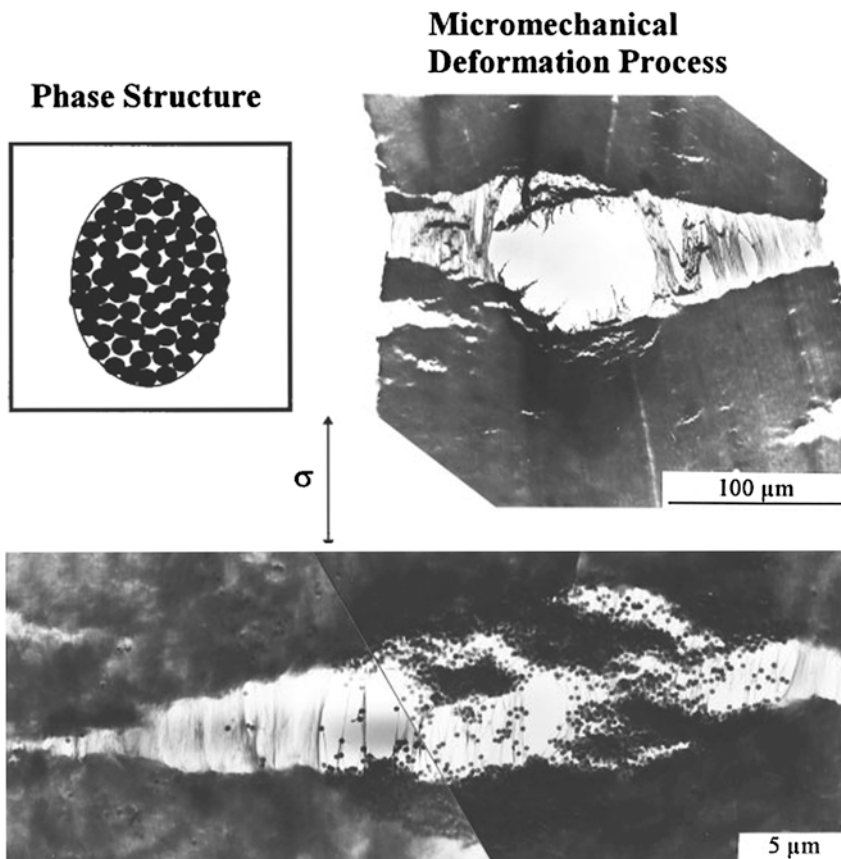 Micromechanical
Deformation Process
Phase Structure
100 μm
σ
5 μm